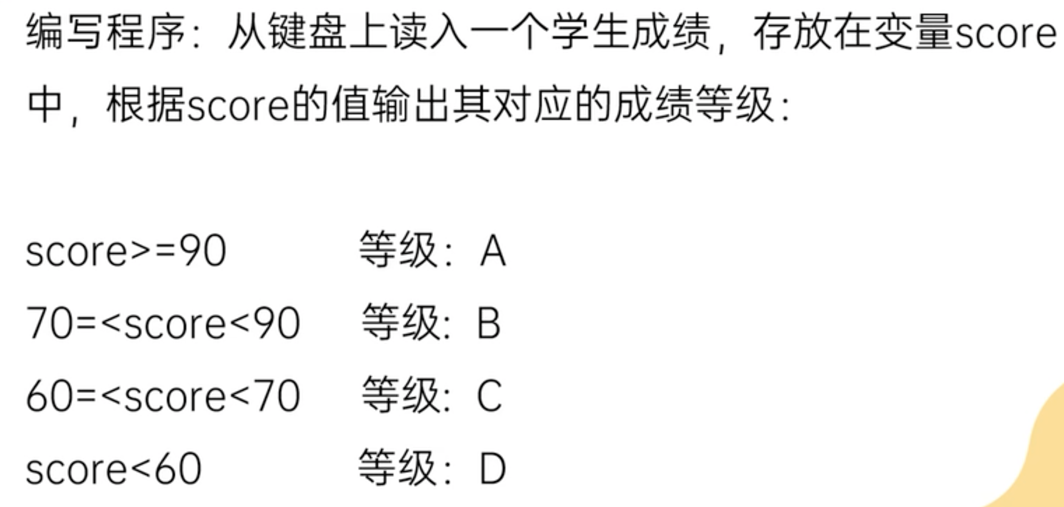 编写程序：从键盘上读入一个学生成绩，存放在变量score
中，根据score的值输出其对应的成绩等级：
score>=90 等级：A
70=<score<90 等级: B
60=<score<70 等级: C
score<60 等级：D